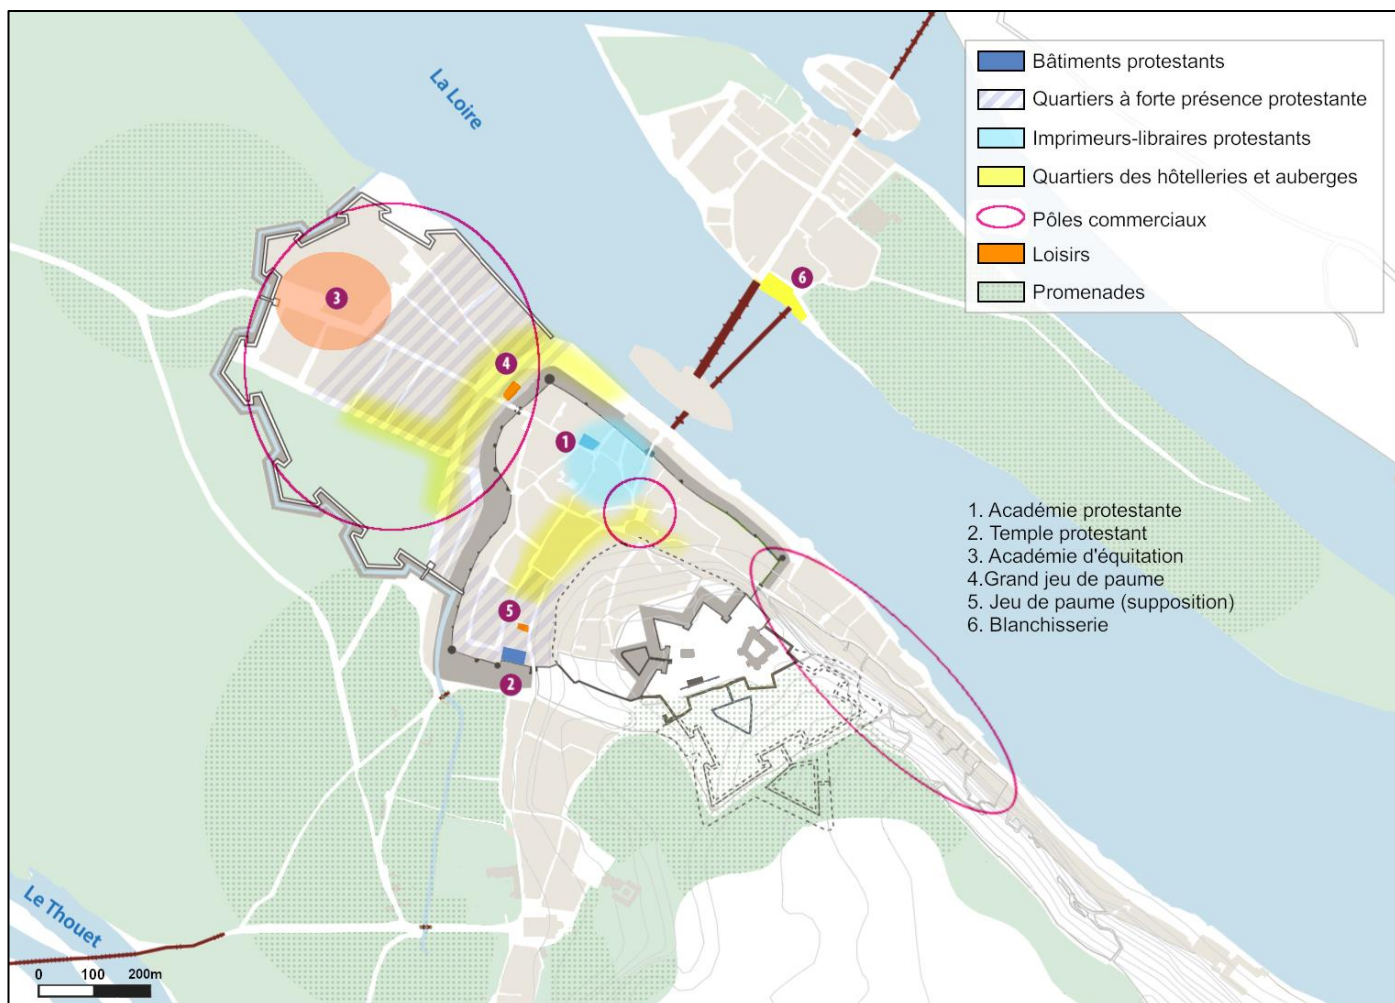 La Loire
Bâtiments protestants
Quartiers à forte présence protestante
Imprimeurs-libraires protestants
Quartiers des hôtelleries et auberges
Pôles commerciaux
Loisirs
Promenades
6
3
4
1
1. Académie protestante
2. Temple protestant
3. Académie d'équitation
4.Grand jeu de paume
5. Jeu de paume (supposition)
6. Blanchisserie
5
2
Le Thouet
0 100 200m